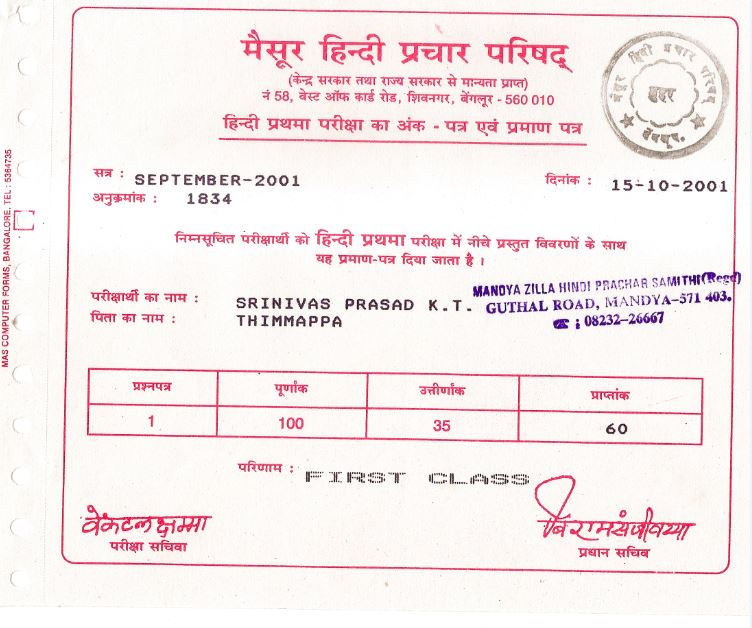 मैसूर हिन्दी प्रचार परिषद्
(केन्द्र सरकार तथा राज्य सरकार से मान्यता प्राप्त)
नं 58, वेस्ट ऑफ कार्ड रोड, शिवनगर, बेंगलूर - 560 010
हिन्दी प्रथमा परीक्षा का अंक - पत्र एवं प्रमाण पत्र
मैसूर हिन्दी प्रचार परिषद्
मुहर
बेंगलूर.
सत्र : SEPTEMBER-2001
दिनांक : 15-10-2001
अनुक्रमांक : 1834
निम्नसूचित परीक्षार्थी को हिन्दी प्रथमा परीक्षा में नीचे प्रस्तुत विवरणों के साथ
यह प्रमाण-पत्र दिया जाता है ।
परीक्षार्थी का नाम : SRINIVAS PRASAD K.T.
पिता का नाम : THIMMAPPA
MANDYA ZILLA HINDI PRACHAR SAMITHI (Regd)
GUTHAL ROAD, MANDYA-571 403.
☎ : 08232-26667
प्रश्नपत्र पूर्णांक उत्तीर्णांक प्राप्तांक
1 100 35 60
परिणाम : FIRST CLASS
वेंकटलक्षम्मा
परीक्षा सचिवा
रामसंजीवय्या
प्रधान सचिव
MAS COMPUTER FORMS, BANGALORE, TEL : 5364735